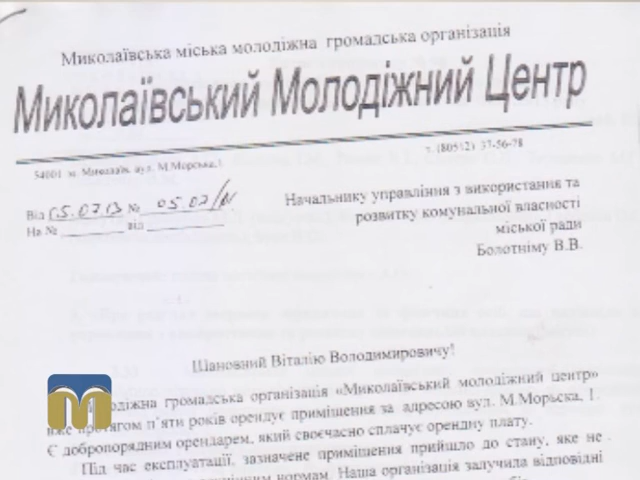 Миколаївська міська молодіжна громадська організація
Миколаївський Молодіжний Центр
54001 м. Миколаїв, вул. М.Морська,1
т. (80512) 37-56-78
Від 05.07.13 № 05.07/
На № ______ від ______
Начальнику управління з використання та
розвитку комунальної власності
міської ради
Болотніму В.В.
Шановний Віталію Володимировичу!
громадська організація «Миколаївський молодіжний центр»
вже протягом п'яти років орендує приміщення за адресою вул. М.Морьска, 1.
Є добропорядним орендарем, який своєчасно сплачує орендну плату.
Під час експлуатації, зазначене приміщення прийшло до стану, яке не
нормам. Наша організація залучила відповідні